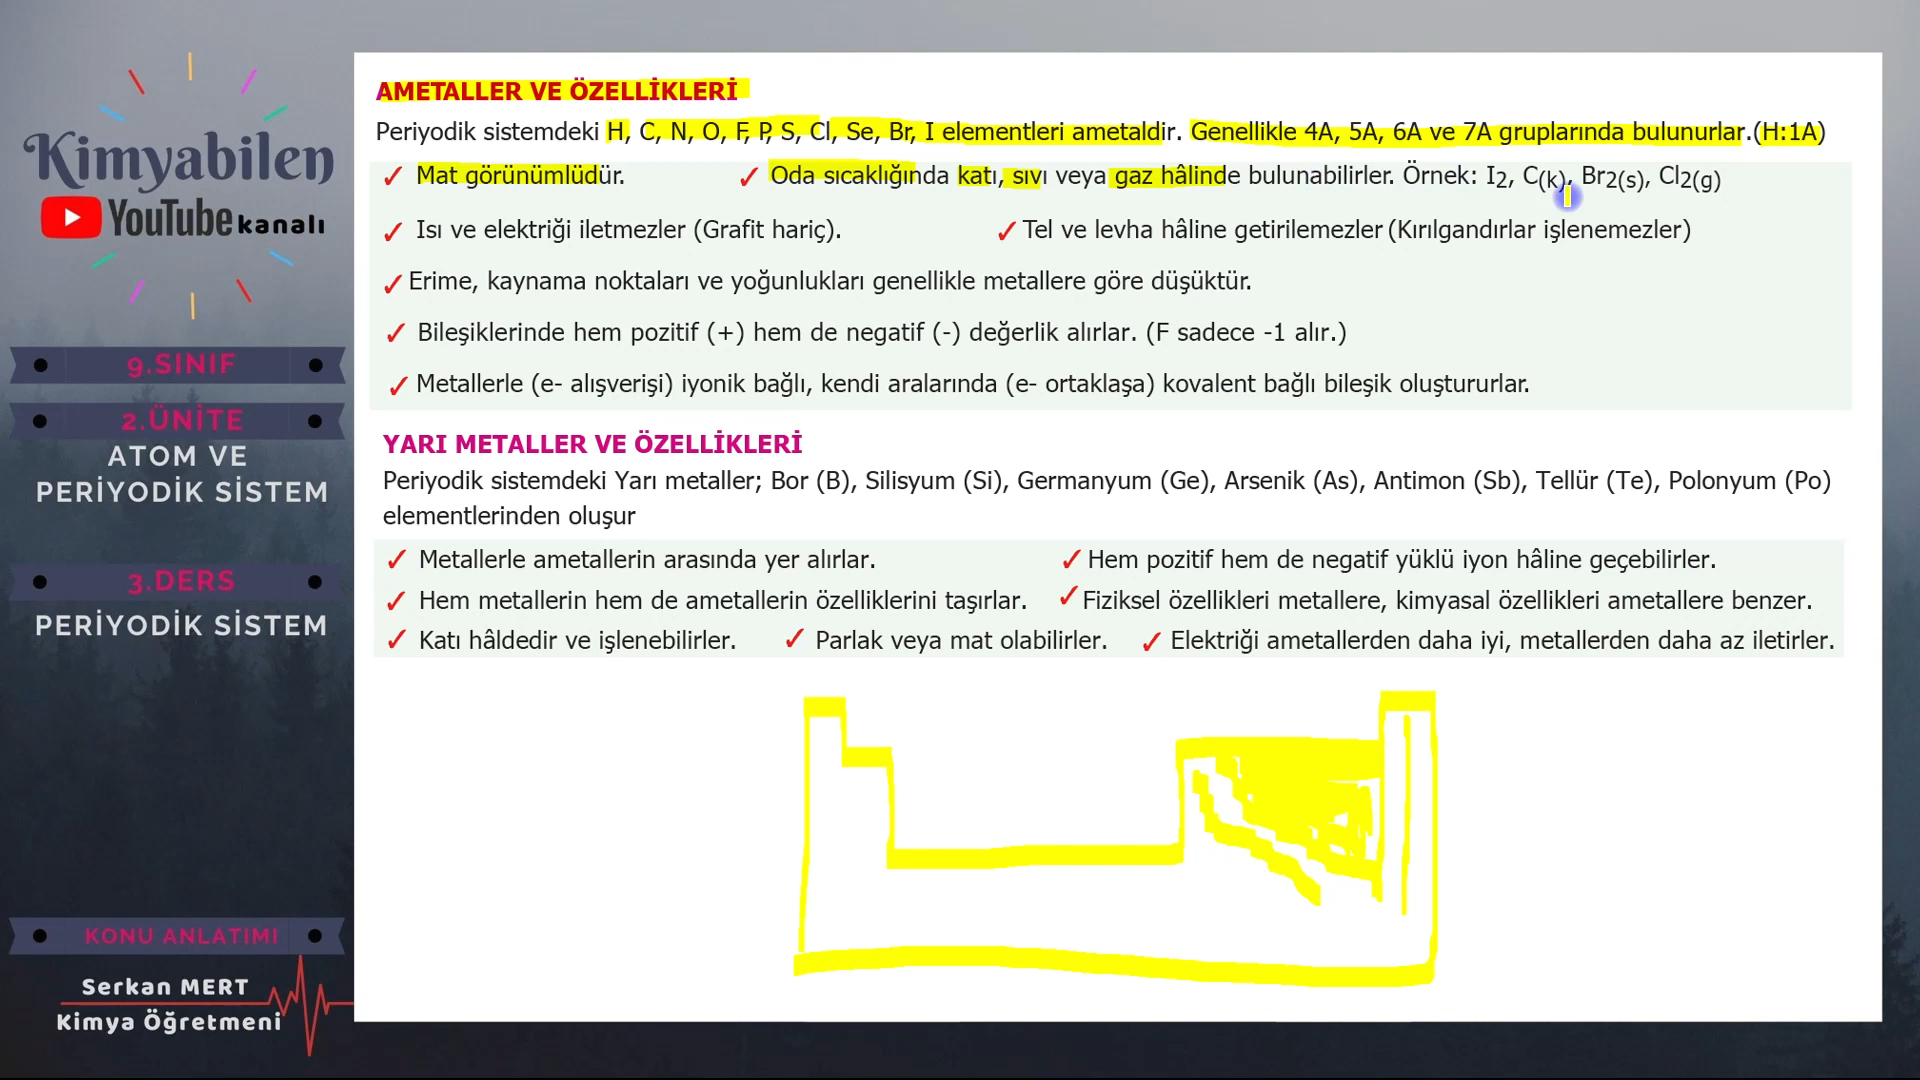 Kimyabilen
YouTube kanalı
9.SINIF
2.ÜNİTE
ATOM VE
PERİYODİK SİSTEM
3.DERS
PERİYODİK SİSTEM
KONU ANLATIMI
Serkan MERT
Kimya Öğretmeni
AMETALLER VE ÖZELLİKLERİ
Periyodik sistemdeki H, C, N, O, F, P, S, Cl, Se, Br, I elementleri ametaldir. Genellikle 4A, 5A, 6A ve 7A gruplarında bulunurlar.(H:1A)
✓ Mat görünümlüdür. ✓ Oda sıcaklığında katı, sıvı veya gaz hâlinde bulunabilirler. Örnek: I2, C(k), Br2(s), Cl2(g)
✓ Isı ve elektriği iletmezler (Grafit hariç). ✓ Tel ve levha hâline getirilemezler (Kırılgandırlar işlenemezler)
✓ Erime, kaynama noktaları ve yoğunlukları genellikle metallere göre düşüktür.
✓ Bileşiklerinde hem pozitif (+) hem de negatif (-) değerlik alırlar. (F sadece -1 alır.)
✓ Metallerle (e- alışverişi) iyonik bağlı, kendi aralarında (e- ortaklaşa) kovalent bağlı bileşik oluştururlar.
YARI METALLER VE ÖZELLİKLERİ
Periyodik sistemdeki Yarı metaller; Bor (B), Silisyum (Si), Germanyum (Ge), Arsenik (As), Antimon (Sb), Tellür (Te), Polonyum (Po)
elementlerinden oluşur
✓ Metallerle ametallerin arasında yer alırlar. ✓ Hem pozitif hem de negatif yüklü iyon hâline geçebilirler.
✓ Hem metallerin hem de ametallerin özelliklerini taşırlar. ✓ Fiziksel özellikleri metallere, kimyasal özellikleri ametallere benzer.
✓ Katı hâldedir ve işlenebilirler. ✓ Parlak veya mat olabilirler. ✓ Elektriği ametallerden daha iyi, metallerden daha az iletirler.